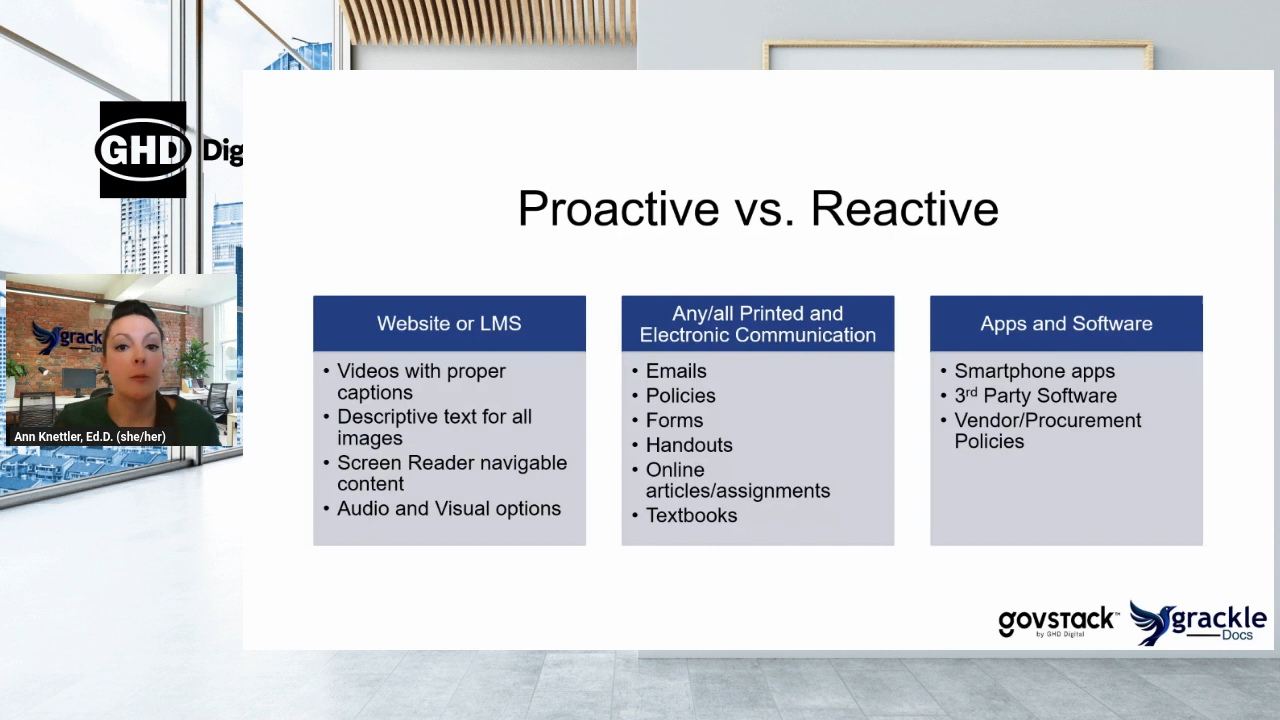 GHD Dig
Proactive vs. Reactive
Website or LMS
• Videos with proper
captions
• Descriptive text for all
images
• Screen Reader navigable
content
• Audio and Visual options
Any/all Printed and
Electronic Communication
• Emails
• Policies
• Forms
• Handouts
• Online
articles/assignments
• Textbooks
Apps and Software
• Smartphone apps
• 3rd Party Software
• Vendor/Procurement
Policies
grackle
Docs
Ann Knettler, Ed.D. (she/her)
govstack™
by GHD Digital
grackle
Docs